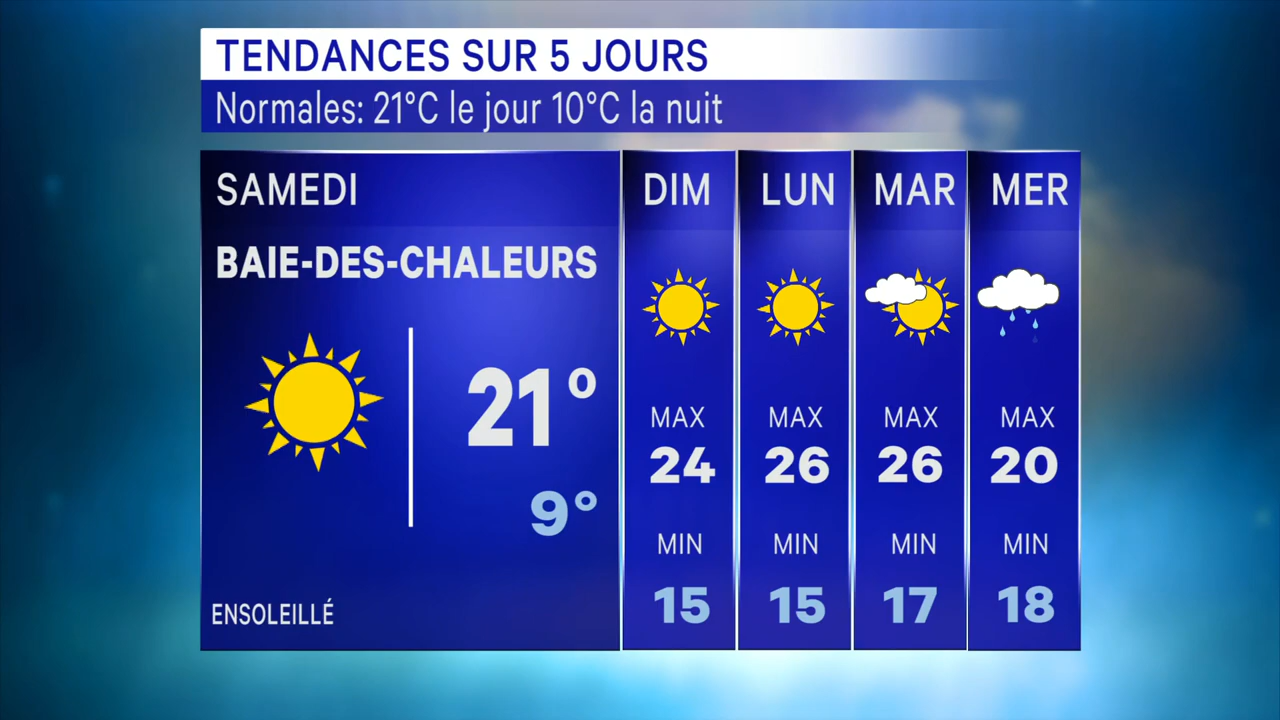 TENDANCES SUR 5 JOURS
Normales: 21°C le jour 10°C la nuit
SAMEDI
BAIE-DES-CHALEURS
21°
9°
ENSOLEILLÉ
DIM LUN MAR MER
MAX MAX MAX MAX
24 26 26 20
MIN MIN MIN MIN
15 15 17 18